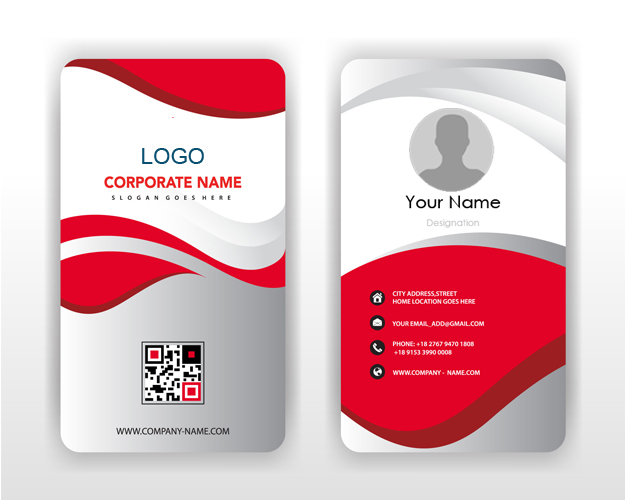 LOGO
CORPORATE NAME
SLOGAN GOES HERE
WWW.COMPANY-NAME.COM
Your Name
Designation
CITY ADDRESS,STREET
HOME LOCATION GOES HERE
YOUR EMAIL_ADD@GMAIL.COM
PHONE: +18 2767 9470 1808
+18 9153 3990 0008
WWW.COMPANY- NAME.COM